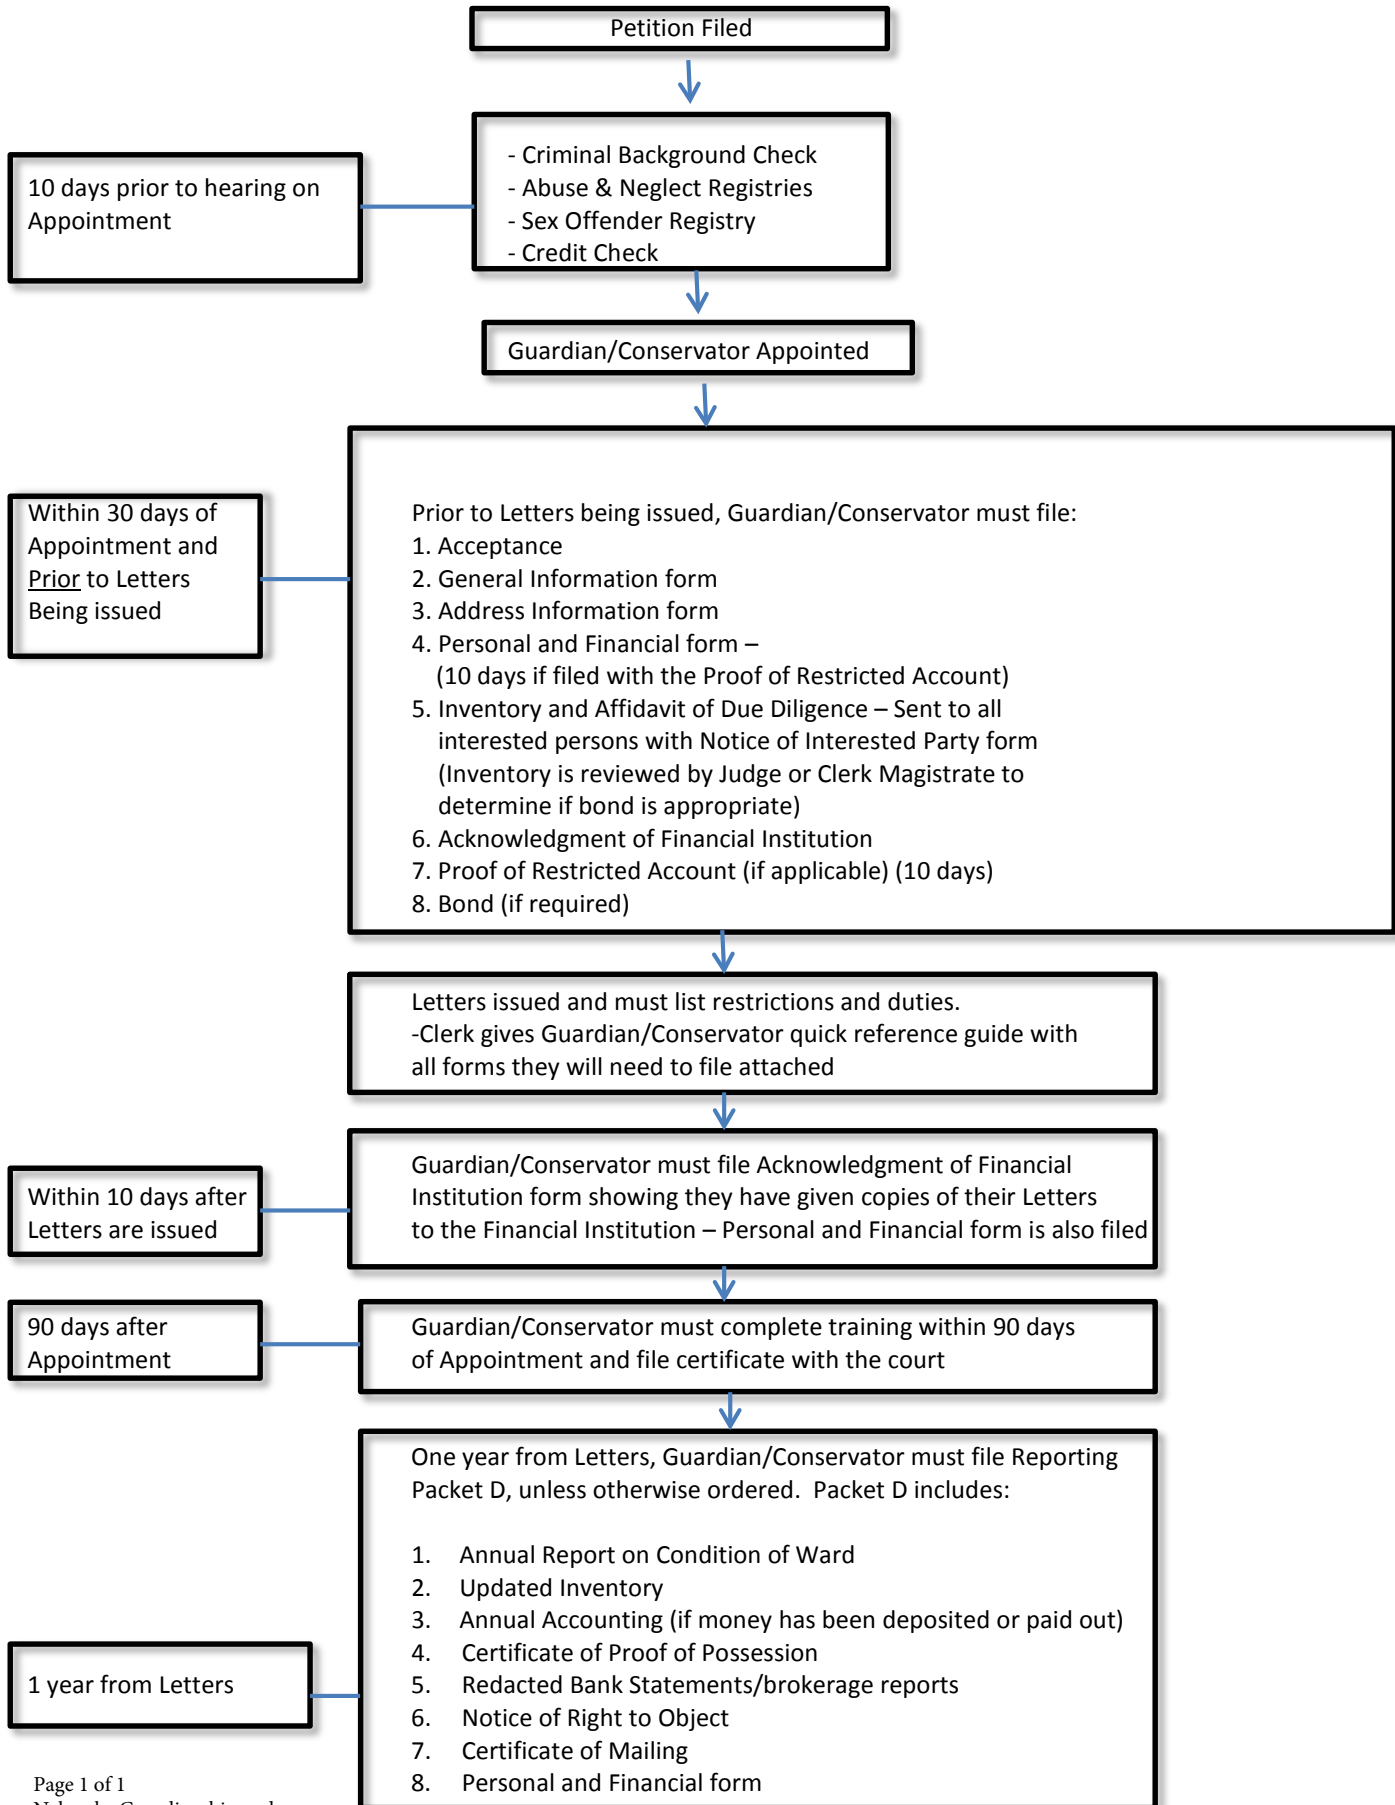 Petition Filed
- Criminal Background Check
- Abuse & Neglect Registries
- Sex Offender Registry
- Credit Check
10 days prior to hearing on
Appointment
Guardian/Conservator Appointed
Within 30 days of
Appointment and
Prior to Letters
Being issued
Prior to Letters being issued, Guardian/Conservator must file:
1. Acceptance
2. General Information form
3. Address Information form
4. Personal and Financial form –
(10 days if filed with the Proof of Restricted Account)
5. Inventory and Affidavit of Due Diligence – Sent to all
interested persons with Notice of Interested Party form
(Inventory is reviewed by Judge or Clerk Magistrate to
determine if bond is appropriate)
6. Acknowledgment of Financial Institution
7. Proof of Restricted Account (if applicable) (10 days)
8. Bond (if required)
Letters issued and must list restrictions and duties.
-Clerk gives Guardian/Conservator quick reference guide with
all forms they will need to file attached
Within 10 days after
Letters are issued
Guardian/Conservator must file Acknowledgment of Financial
Institution form showing they have given copies of their Letters
to the Financial Institution – Personal and Financial form is also filed
90 days after
Appointment
Guardian/Conservator must complete training within 90 days
of Appointment and file certificate with the court
One year from Letters, Guardian/Conservator must file Reporting
Packet D, unless otherwise ordered.  Packet D includes:
1. Annual Report on Condition of Ward
2. Updated Inventory
3. Annual Accounting (if money has been deposited or paid out)
4. Certificate of Proof of Possession
5. Redacted Bank Statements/brokerage reports
6. Notice of Right to Object
7. Certificate of Mailing
8. Personal and Financial form
1 year from Letters
Page 1 of 1